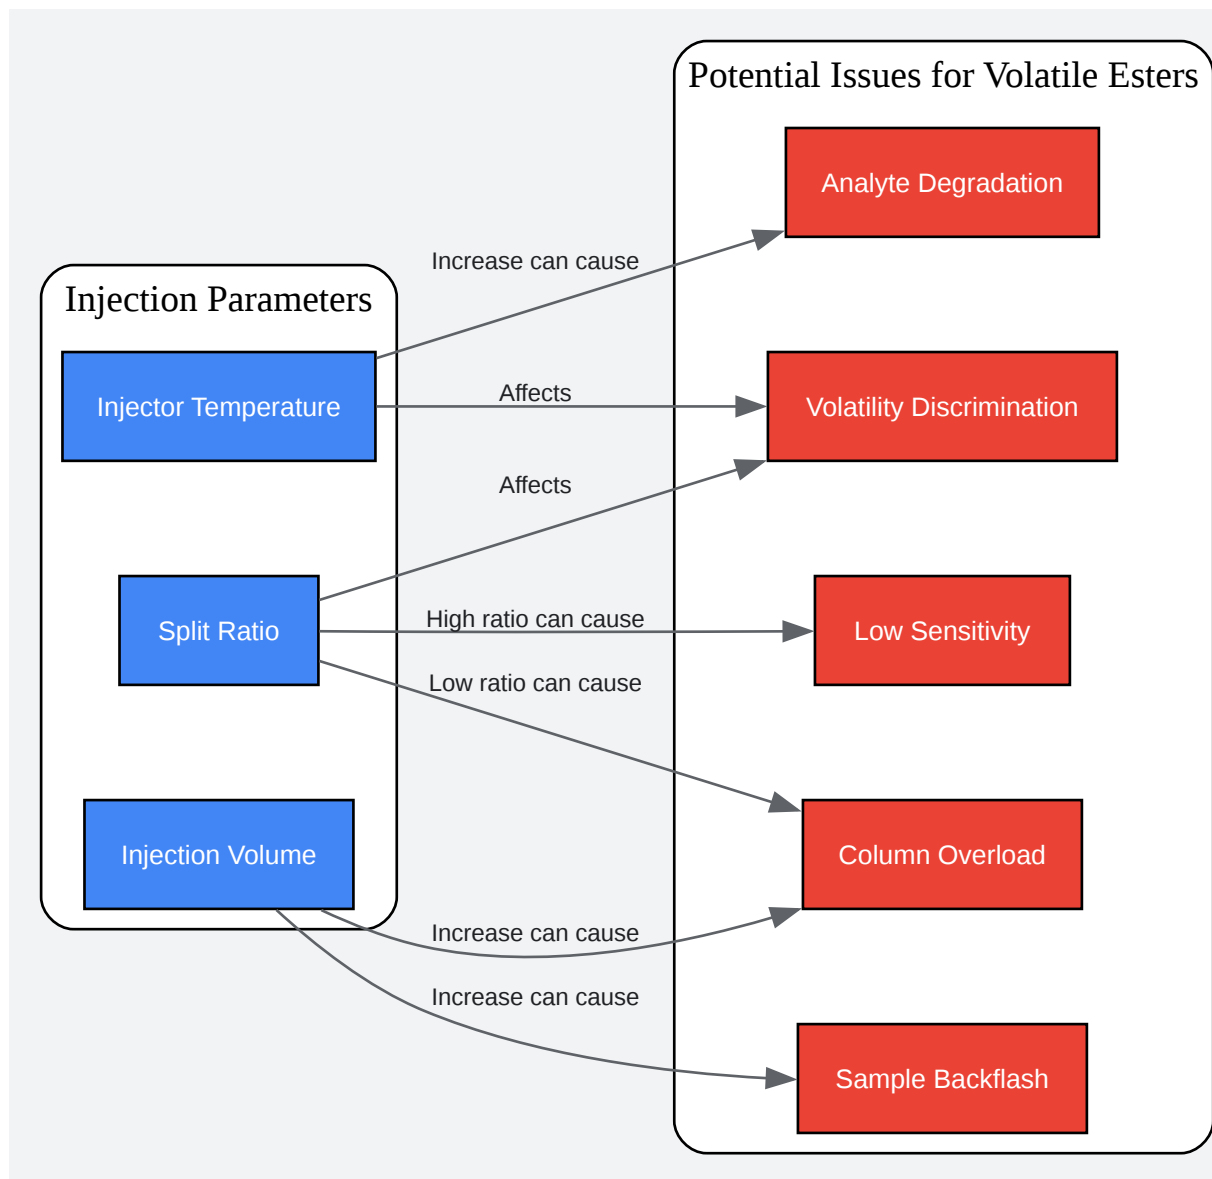 Potential Issues for Volatile Esters
Analyte Degradation
Increase can cause
Injection Parameters
Injector Temperature
Affects
Volatility Discrimination
Affects
Split Ratio
High ratio can cause
Low Sensitivity
Low ratio can cause
Injection Volume
Column Overload
Increase can cause
Increase can cause
Sample Backflash